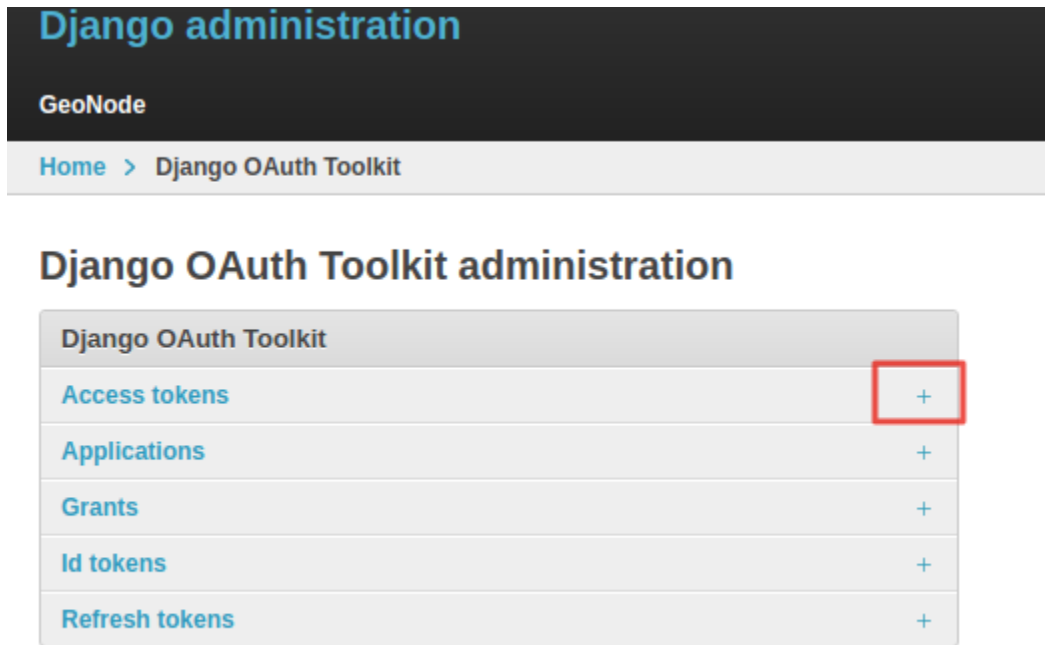 Django administration
GeoNode
Home > Django OAuth Toolkit
Django OAuth Toolkit administration
Django OAuth Toolkit
Access tokens +
Applications +
Grants +
Id tokens +
Refresh tokens +